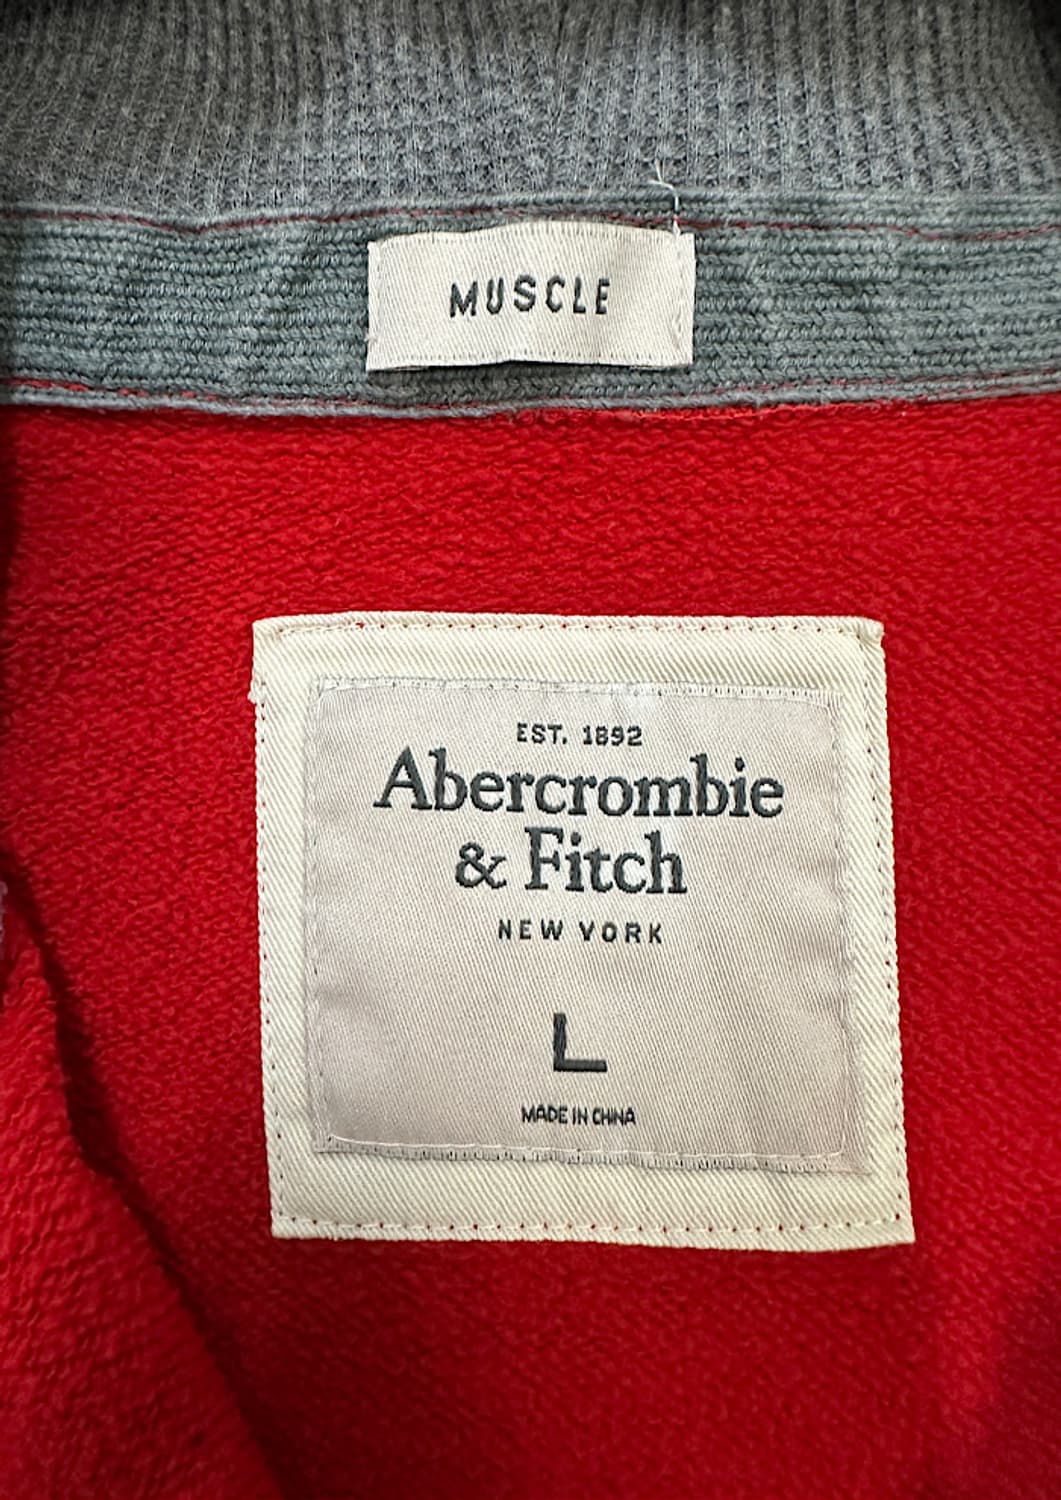 MUSCLE
EST. 1892
Abercrombie
& Fitch
NEW YORK
L
MADE IN CHINA